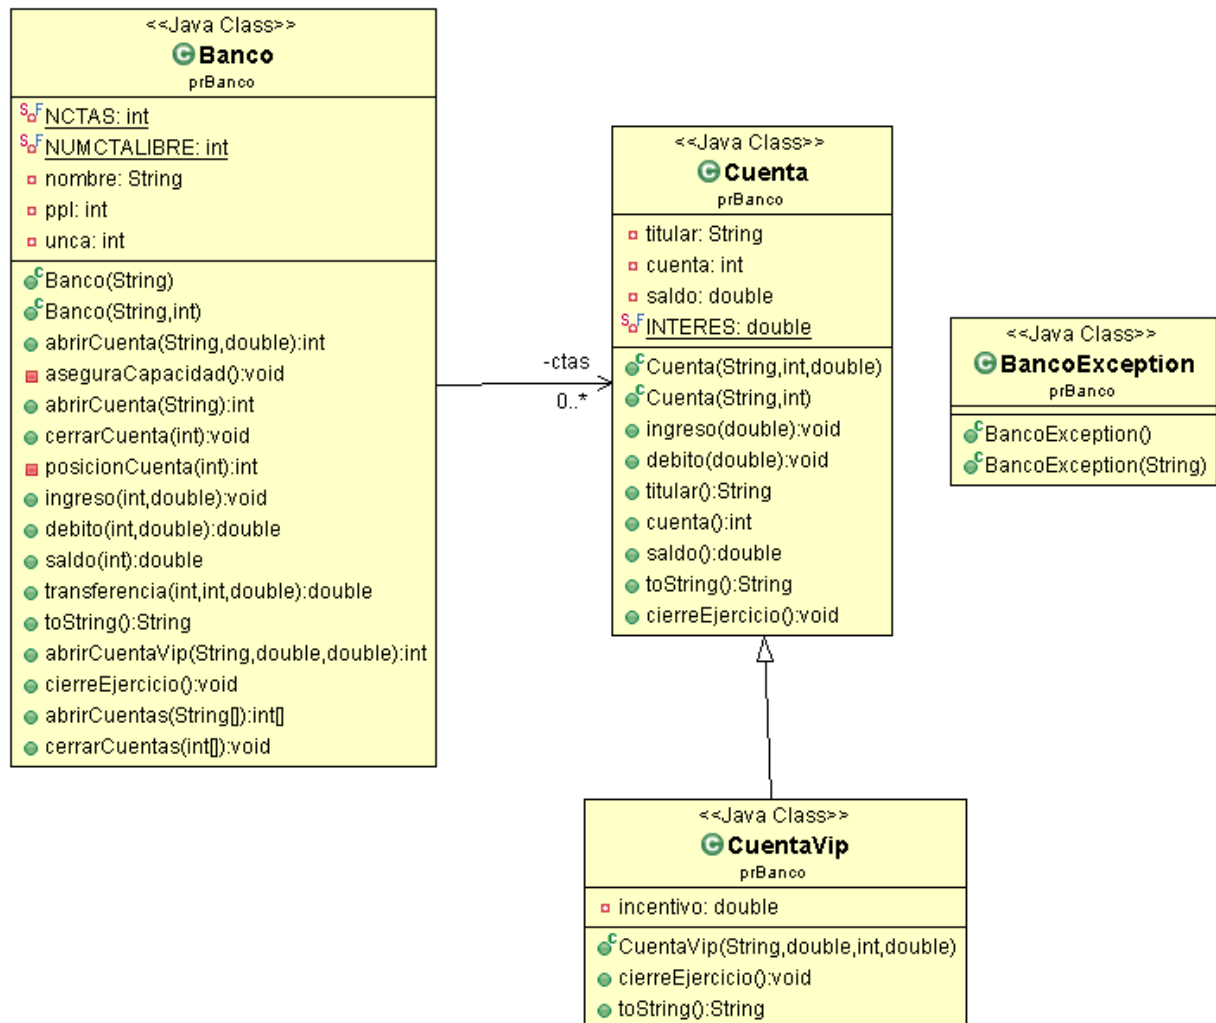 <<Java Class>>
Banco
prBanco
NCTAS: int
NUMCTALIBRE: int
nombre: String
ppl: int
unca: int
Banco(String)
Banco(String,int)
abrirCuenta(String,double):int
aseguraCapacidad():void
abrirCuenta(String):int
cerrarCuenta(int):void
posicionCuenta(int):int
ingreso(int,double):void
debito(int,double):double
saldo(int):double
transferencia(int,int,double):double
toString():String
abrirCuentaVip(String,double,double):int
cierreEjercicio():void
abrirCuentas(String[]):int[]
cerrarCuentas(int[]):void
-ctas
0..*
<<Java Class>>
Cuenta
prBanco
titular: String
cuenta: int
saldo: double
INTERES: double
Cuenta(String,int,double)
Cuenta(String,int)
ingreso(double):void
debito(double):void
titular():String
cuenta():int
saldo():double
toString():String
cierreEjercicio():void
<<Java Class>>
BancoException
prBanco
BancoException()
BancoException(String)
<<Java Class>>
CuentaVip
prBanco
incentivo: double
CuentaVip(String,double,int,double)
cierreEjercicio():void
toString():String